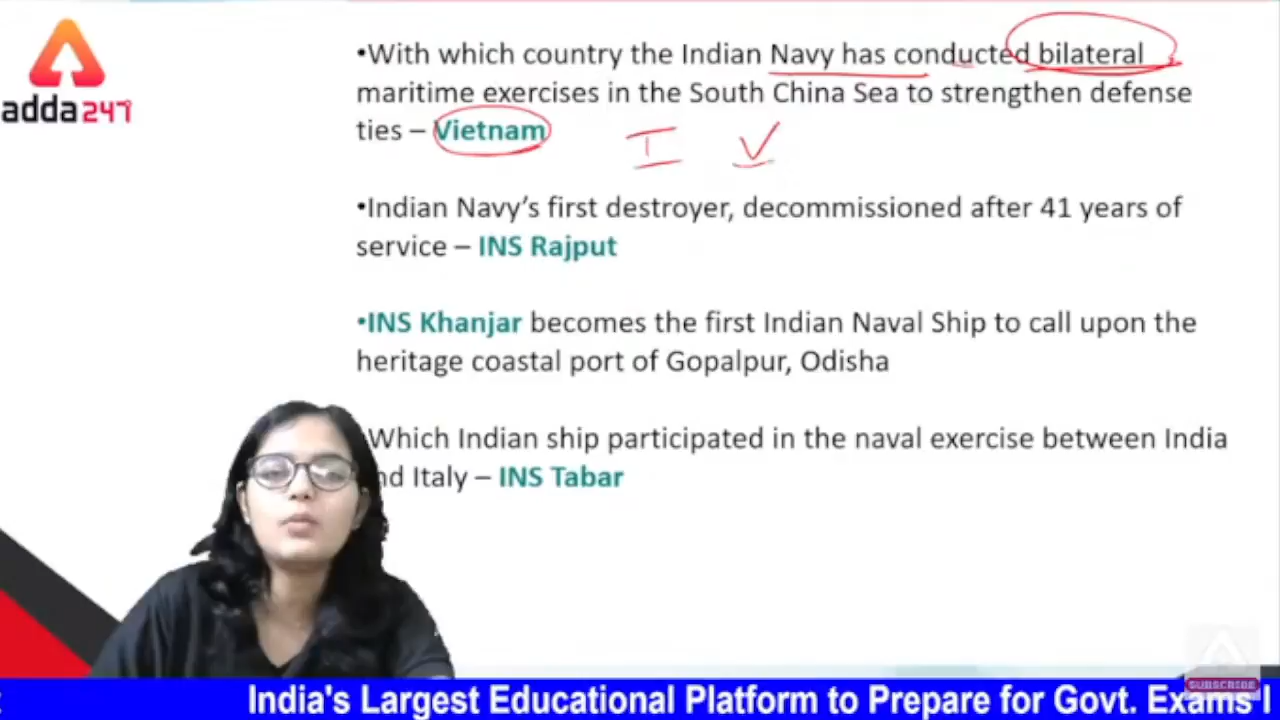 •With which country the Indian Navy has conducted bilateral
maritime exercises in the South China Sea to strengthen defense
ties – Vietnam
I V
adda247
•Indian Navy's first destroyer, decommissioned after 41 years of
service – INS Rajput
•INS Khanjar becomes the first Indian Naval Ship to call upon the
heritage coastal port of Gopalpur, Odisha
Which Indian ship participated in the naval exercise between India
nd Italy – INS Tabar
SUBSCRIBE
India's Largest Educational Platform to Prepare for Govt. Exams I